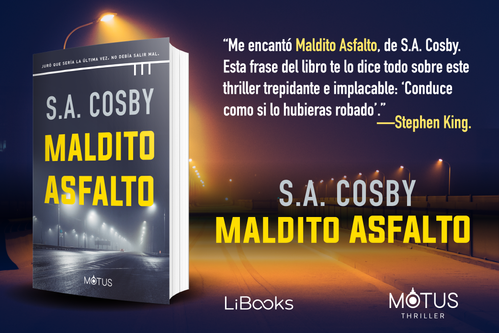 JURÓ QUE SERÍA LA ÚLTIMA VEZ, NO DEBÍA SALIR MAL.
S.A. COSBY
MALDITO
ASFALTO
MOTUS
“Me encantó Maldito Asfalto, de S.A. Cosby.
Esta frase del libro te lo dice todo sobre este
thriller trepidante e implacable: ‘Conduce
como si lo hubieras robado’.”
—Stephen King.
S.A. COSBY
MALDITO ASFALTO
LiBooks
MOTUS
THRILLER